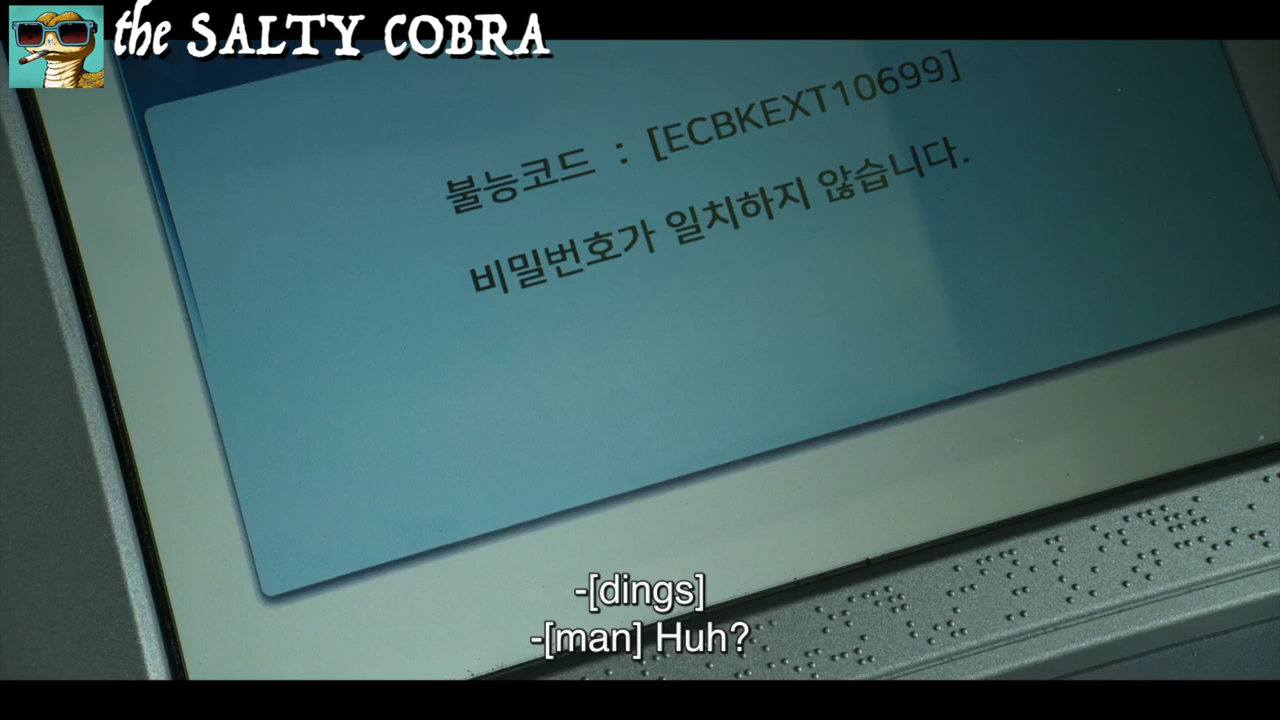 the SALTY COBRA
불능코드 : [ECBKEXT10699]
비밀번호가 일치하지 않습니다.
-[dings]
-[man] Huh?